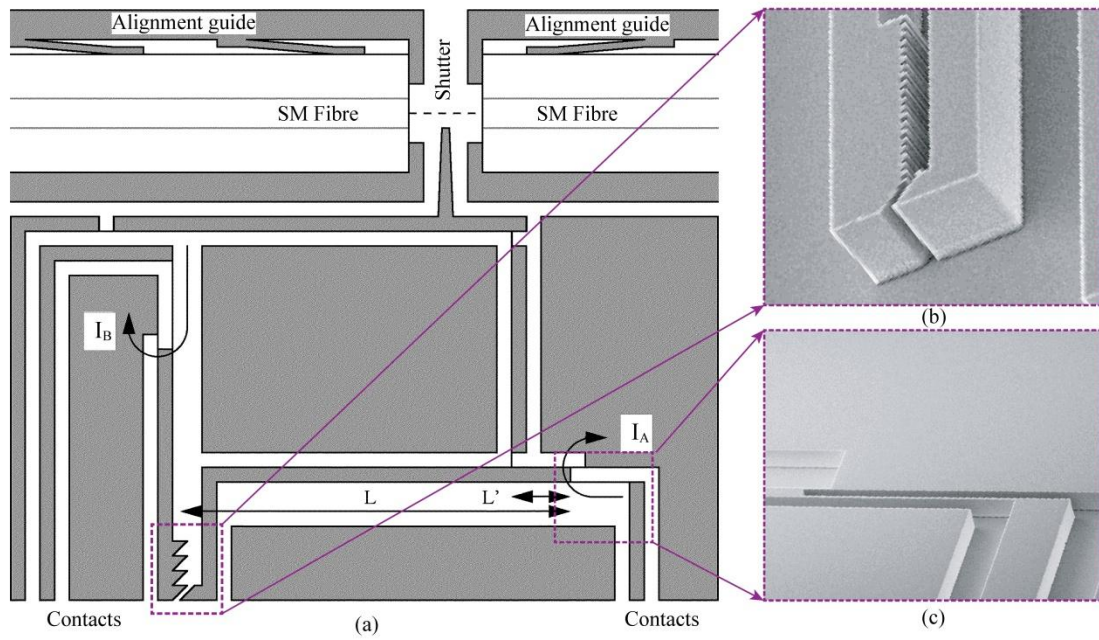 Alignment guide
Alignment guide
Shutter
SM Fibre
SM Fibre
I_B
I_A
L
L’
Contacts
Contacts
(a)
(b)
(c)